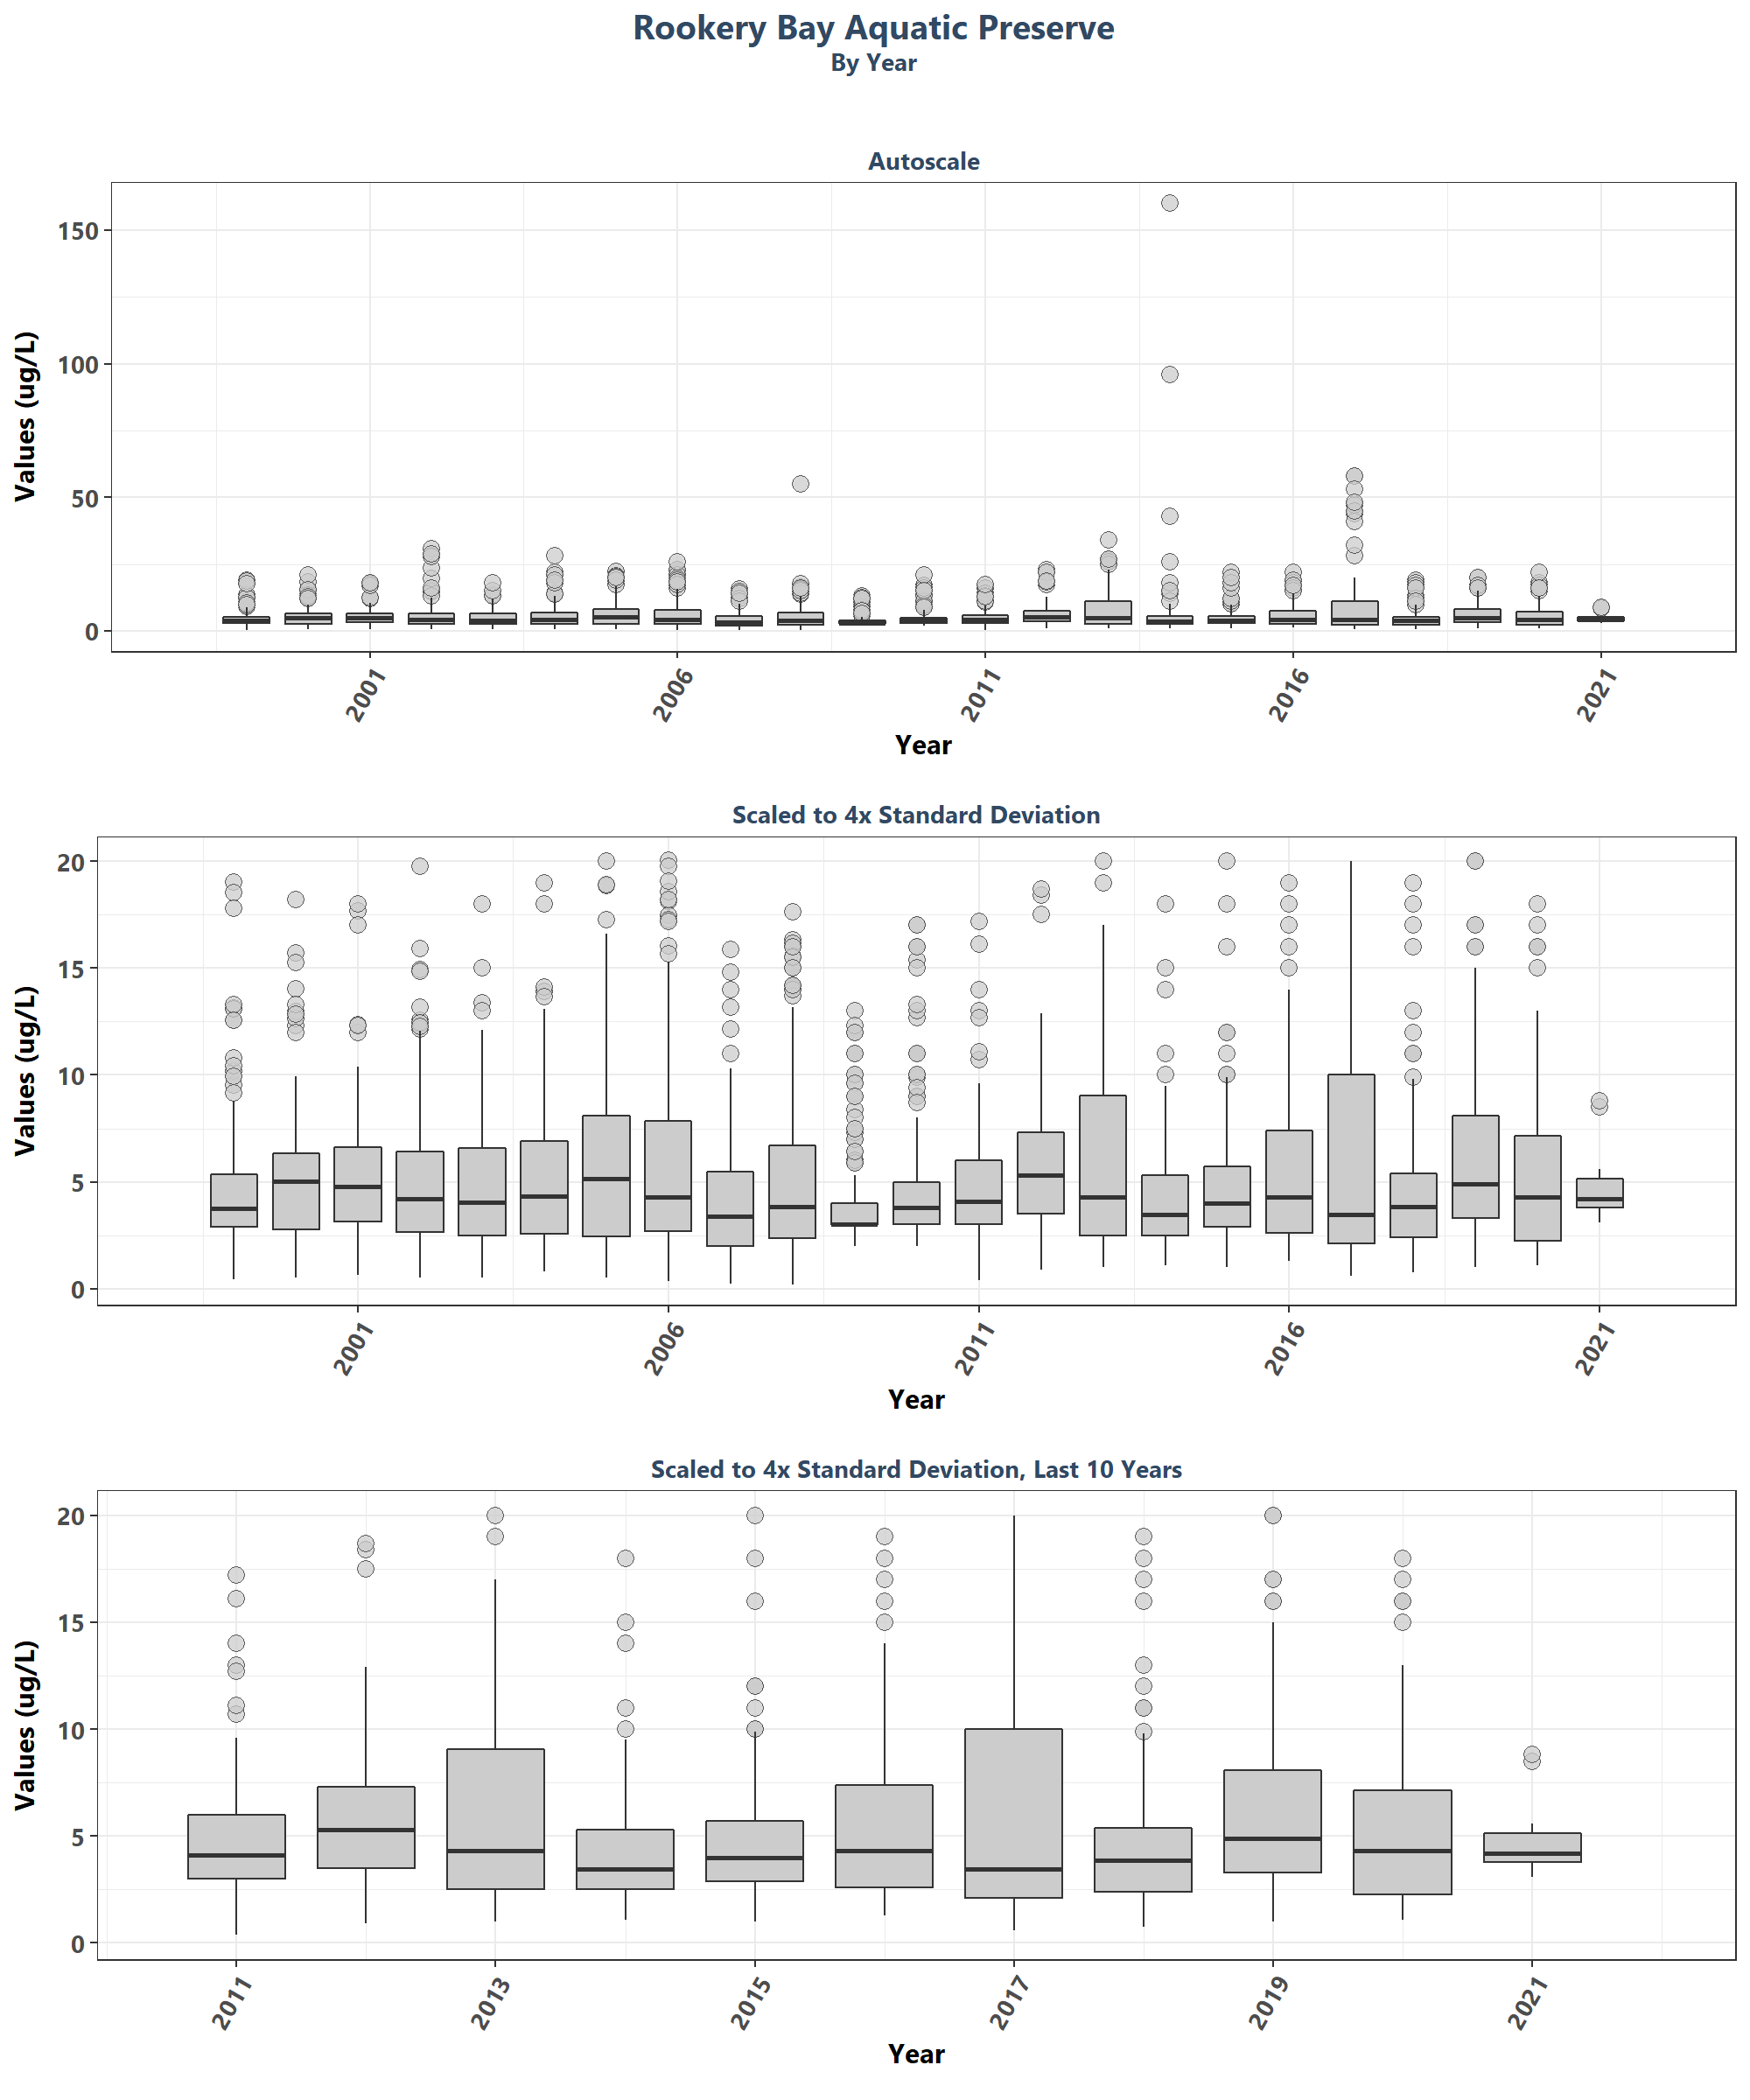 Rookery Bay Aquatic Preserve
By Year
Autoscale
Values (ug/L)
150
100
50
0
2001
2006
2011
2016
2021
Year
Scaled to 4x Standard Deviation
Values (ug/L)
20
15
10
5
0
2001
2006
2011
2016
2021
Year
Scaled to 4x Standard Deviation, Last 10 Years
Values (ug/L)
20
15
10
5
0
2011
2013
2015
2017
2019
2021
Year